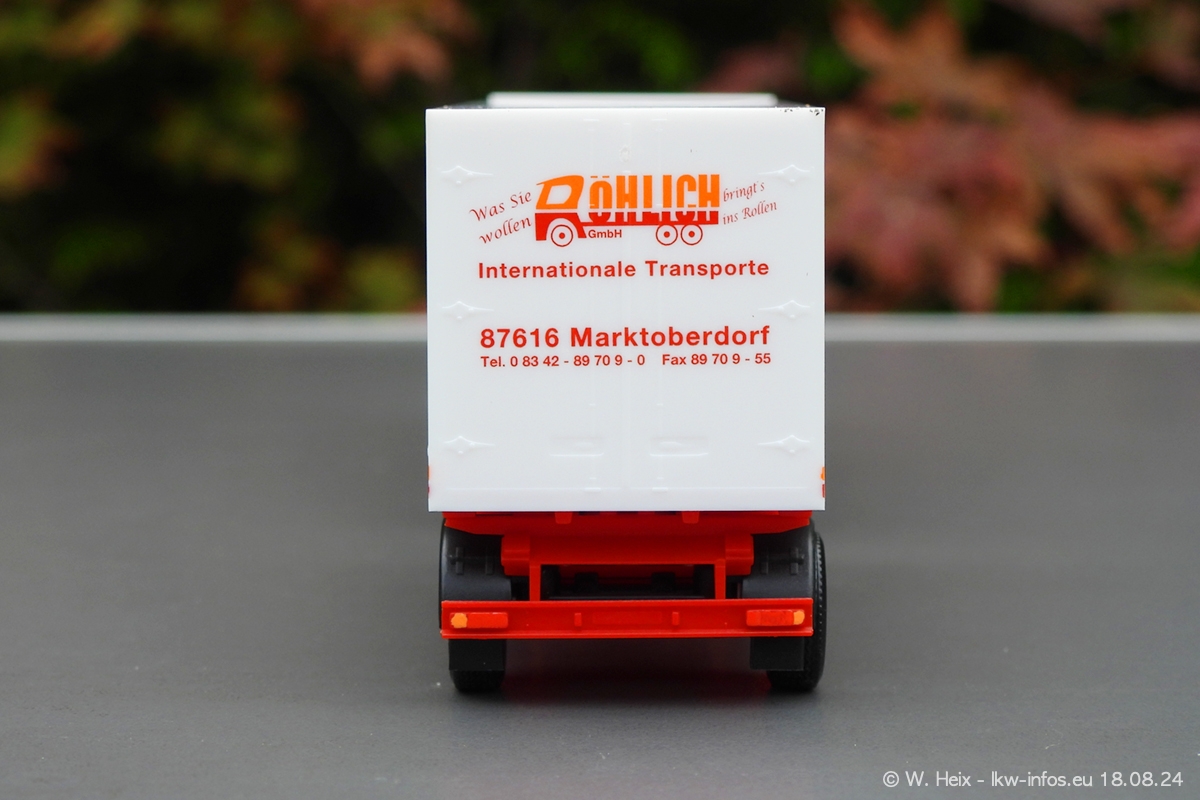 Was Sie wollen
RÖHLICH
GmbH
bringt's ins Rollen
Internationale Transporte
87616 Marktoberdorf
Tel. 0 83 42 - 89 70 9 - 0 Fax 89 70 9 - 55
© W. Heix - lkw-infos.eu 18.08.24